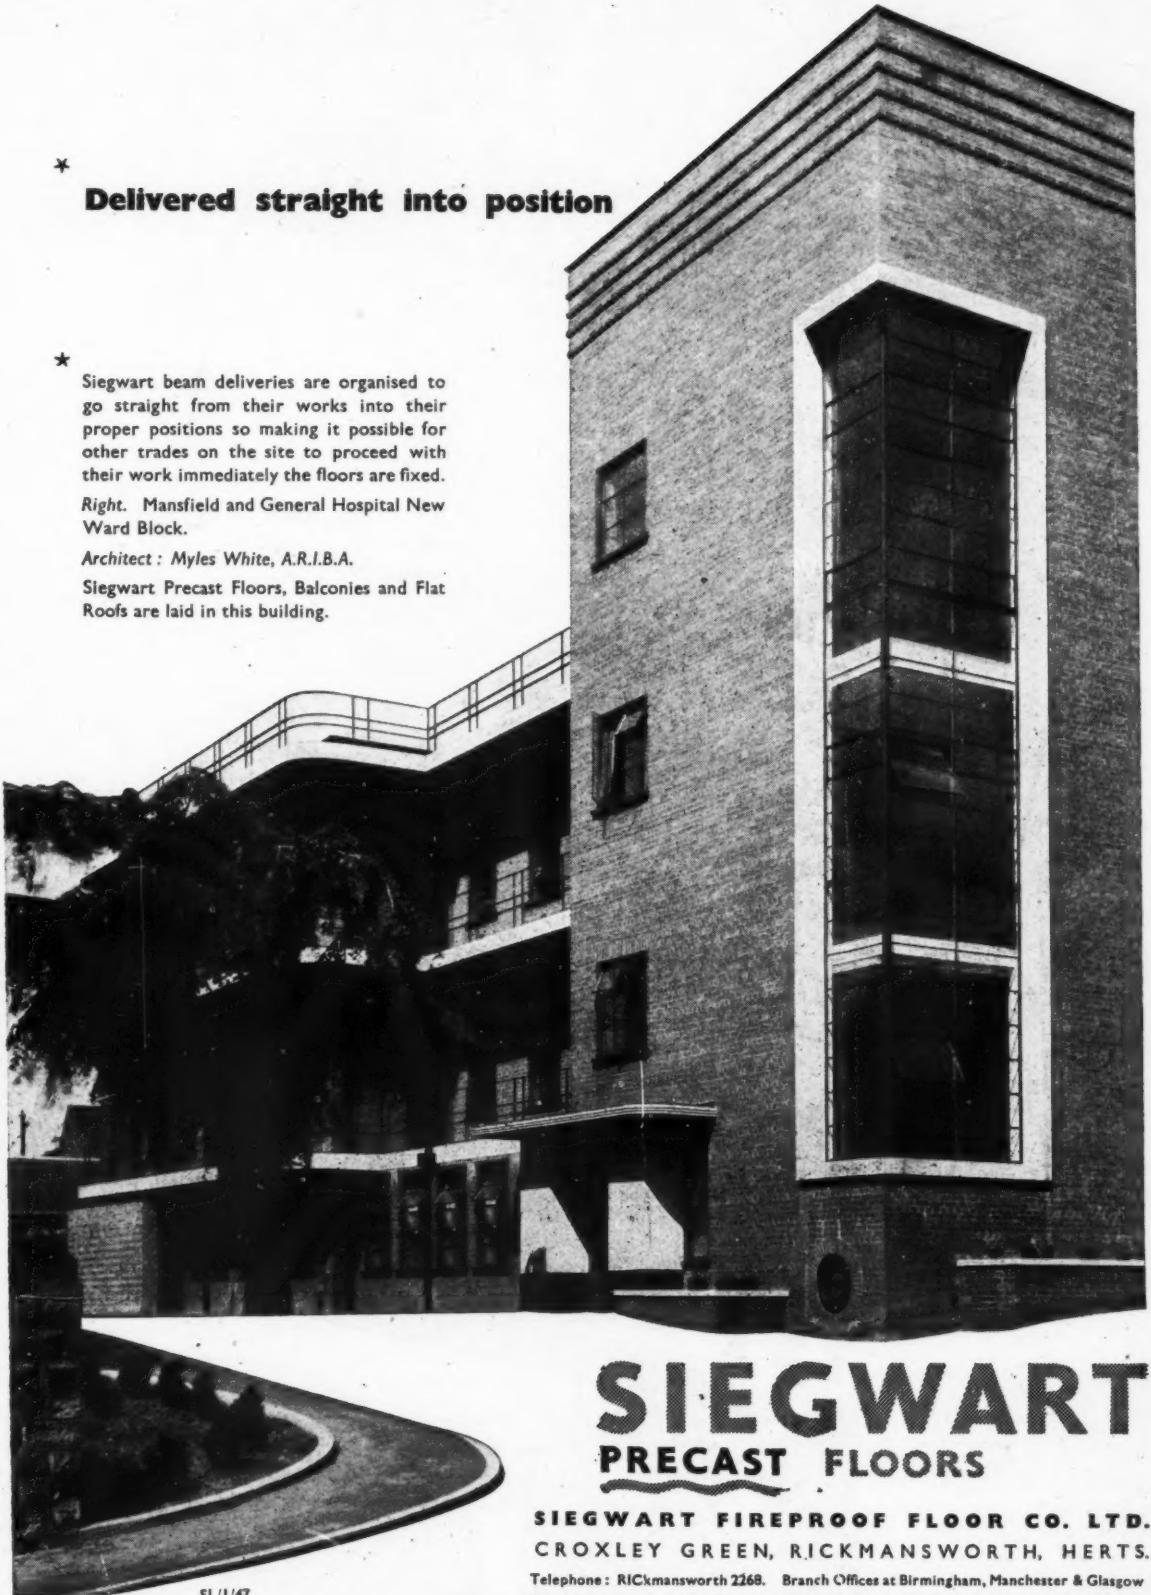 *
Delivered straight into position
*
Siegwart beam deliveries are organised to
go straight from their works into their
proper positions so making it possible for
other trades on the site to proceed with
their work immediately the floors are fixed.
Right. Mansfield and General Hospital New
Ward Block.
Architect : Myles White, A.R.I.B.A.
Siegwart Precast Floors, Balconies and Flat
Roofs are laid in this building.
SIEGWART
PRECAST FLOORS
SIEGWART FIREPROOF FLOOR CO. LTD.
CROXLEY GREEN, RICKMANSWORTH, HERTS.
Telephone : RICkmansworth 2268. Branch Offices at Birmingham, Manchester & Glasgow